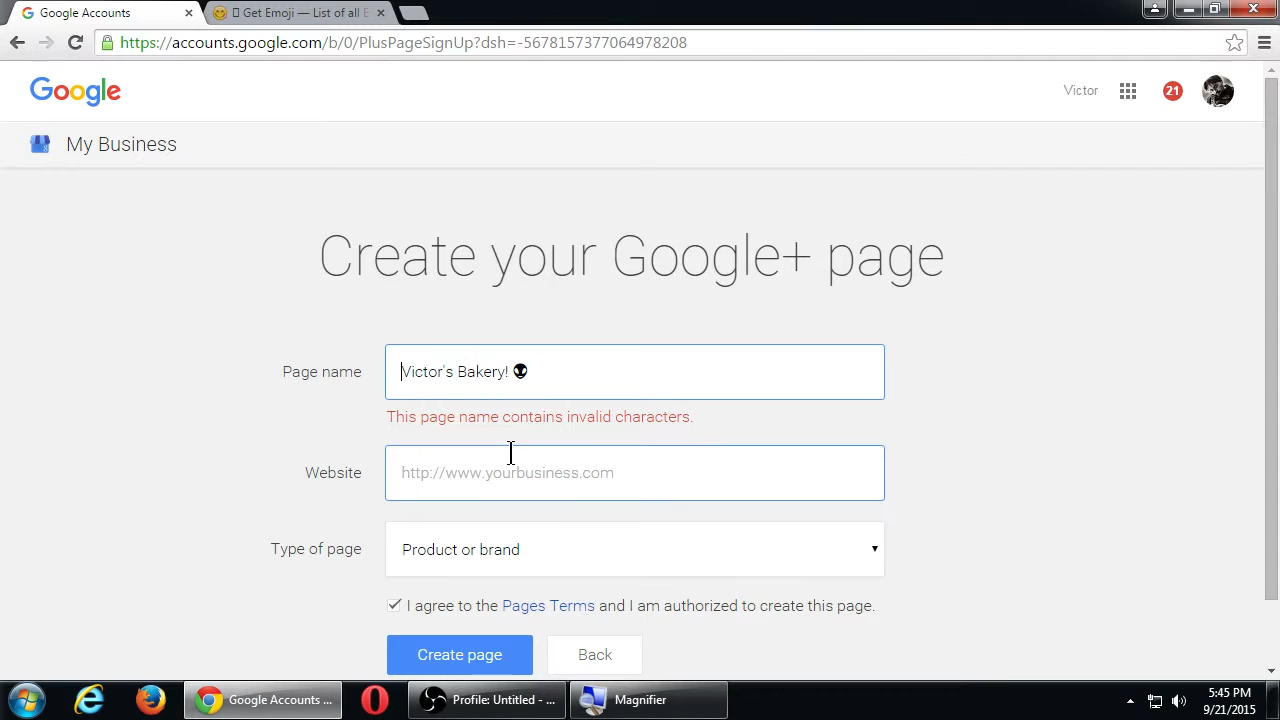 Google Accounts
Get Emoji — List of all E
https://accounts.google.com/b/0/PlusPageSignUp?dsh=-5678157377064978208
Google
Victor
21
My Business
Create your Google+ page
Page name
Victor's Bakery! 👽
This page name contains invalid characters.
Website
http://www.yourbusiness.com
Type of page
Product or brand
I agree to the Pages Terms and I am authorized to create this page.
Create page
Back
Google Accounts ...
Profile: Untitled - ...
Magnifier
5:45 PM
9/21/2015